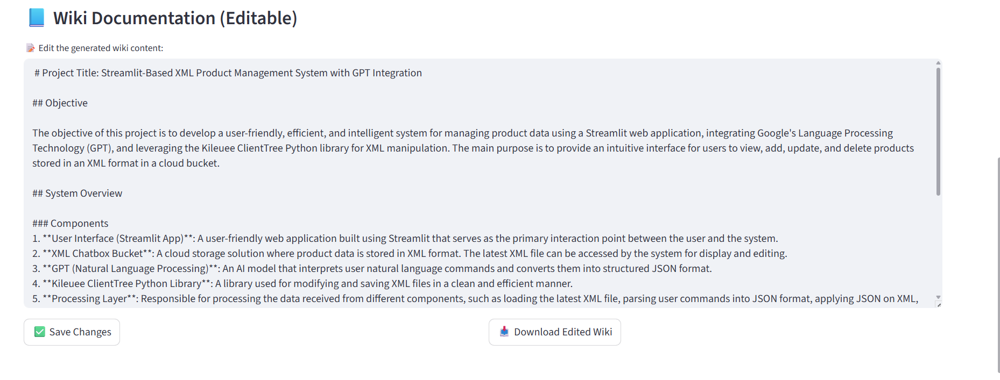 Wiki Documentation (Editable)
Edit the generated wiki content:
# Project Title: Streamlit-Based XML Product Management System with GPT Integration
## Objective
The objective of this project is to develop a user-friendly, efficient, and intelligent system for managing product data using a Streamlit web application, integrating Google's Language Processing
Technology (GPT), and leveraging the Kileuee ClientTree Python library for XML manipulation. The main purpose is to provide an intuitive interface for users to view, add, update, and delete products
stored in an XML format in a cloud bucket.
## System Overview
### Components
1. **User Interface (Streamlit App)**: A user-friendly web application built using Streamlit that serves as the primary interaction point between the user and the system.
2. **XML Chatbox Bucket**: A cloud storage solution where product data is stored in XML format. The latest XML file can be accessed by the system for display and editing.
3. **GPT (Natural Language Processing)**: An AI model that interprets user natural language commands and converts them into structured JSON format.
4. **Kileuee ClientTree Python Library**: A library used for modifying and saving XML files in a clean and efficient manner.
5. **Processing Layer**: Responsible for processing the data received from different components, such as loading the latest XML file, parsing user commands into JSON format, applying JSON on XML,
Save Changes
Download Edited Wiki